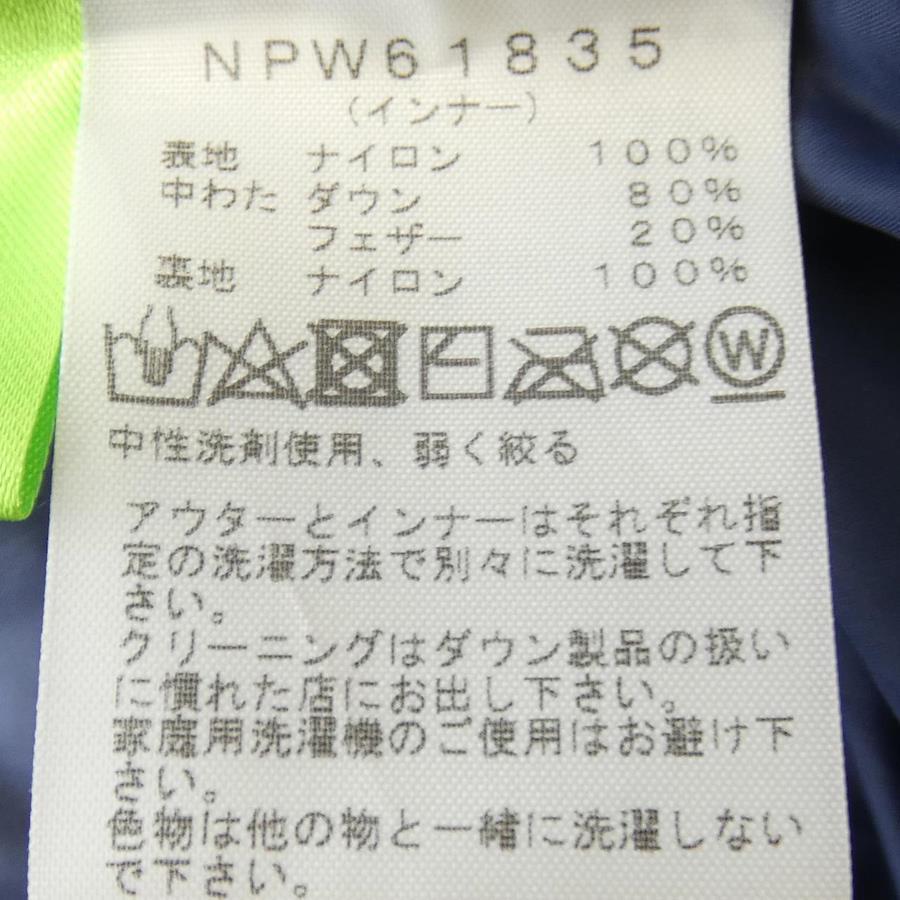 NPW61835
(インナー)
表地 ナイロン 100%
中わた ダウン 80%
フェザー 20%
裏地 ナイロン 100%
W
中性洗剤使用、弱く絞る
アウターとインナーはそれぞれ指
定の洗濯方法で別々に洗濯して下
さい。
クリーニングはダウン製品の扱い
に慣れた店にお出し下さい。
家庭用洗濯機のご使用はお避け下
さい。
色物は他の物と一緒に洗濯しない
で下さい。